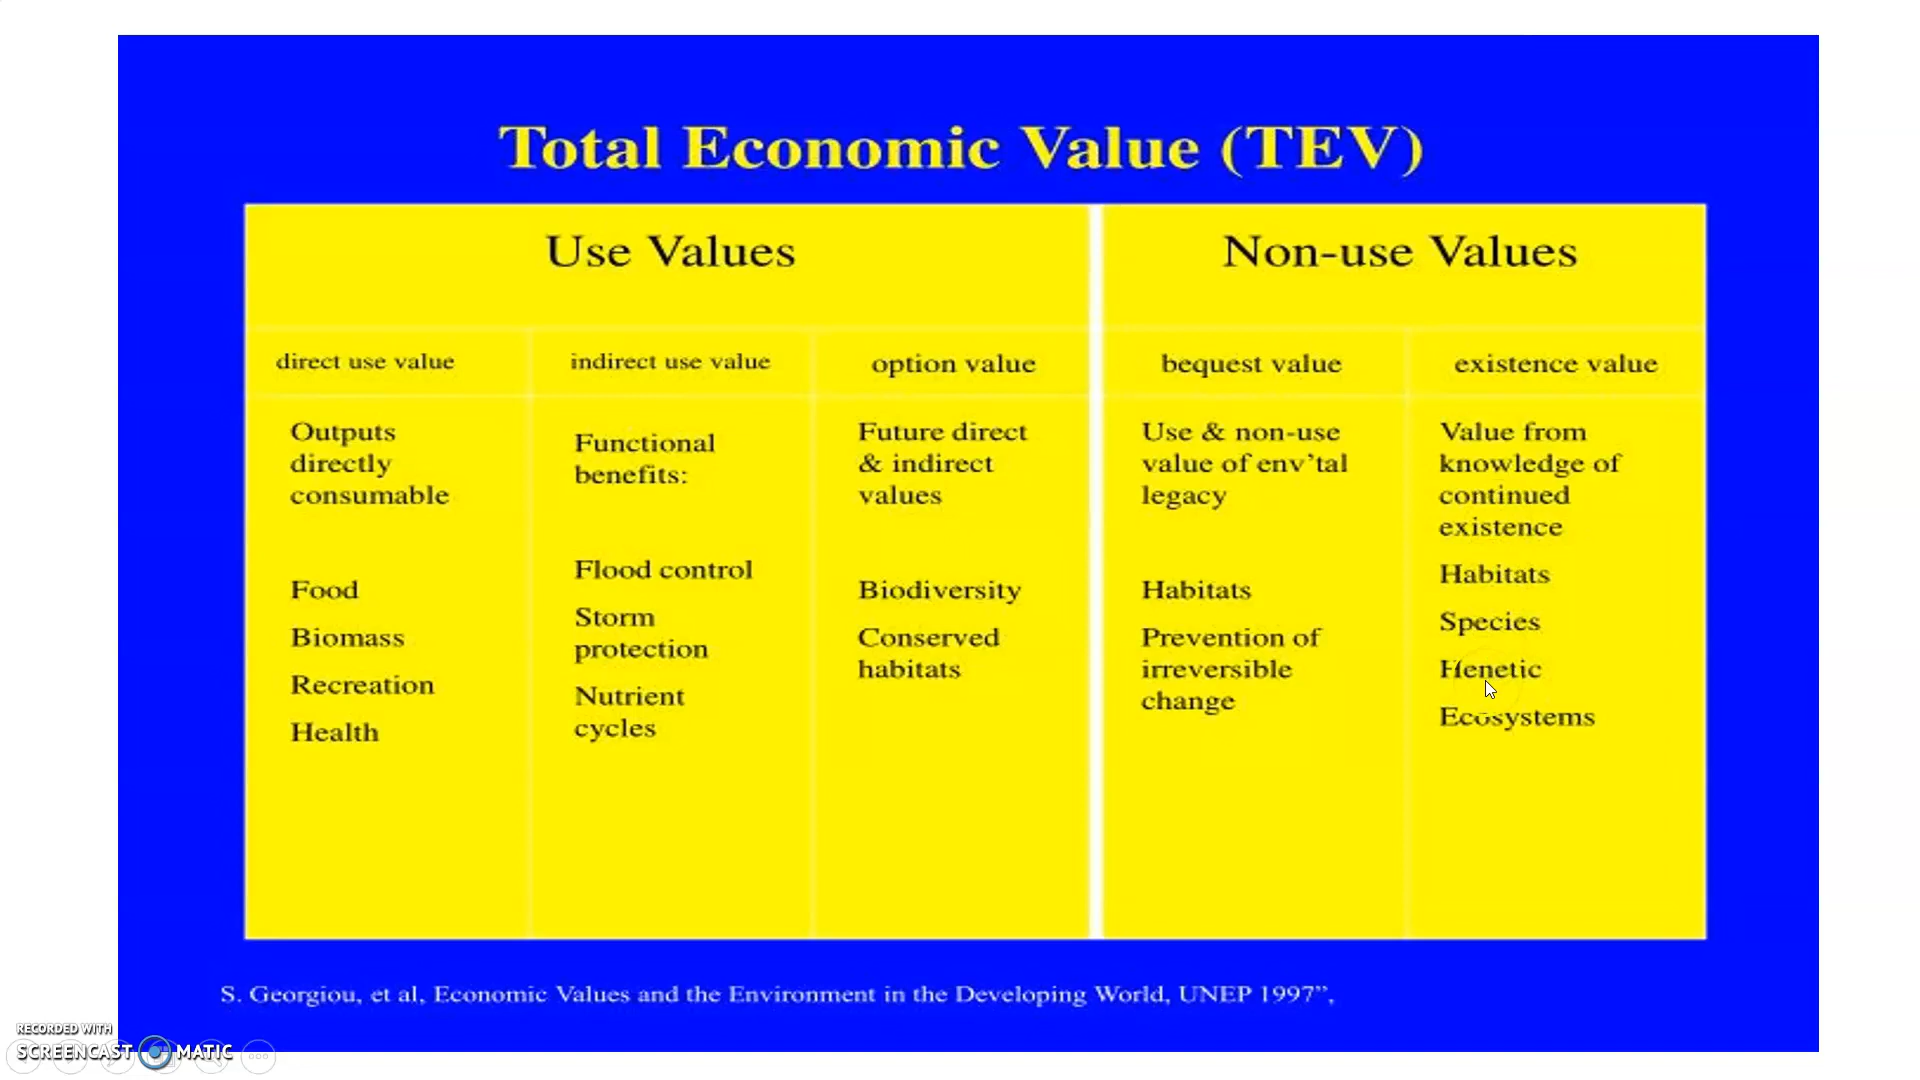 Total Economic Value (TEV)
Use Values
Non-use Values
direct use value
indirect use value
option value
bequest value
existence value
Outputs
directly
consumable
Food
Biomass
Recreation
Health
Functional
benefits:
Flood control
Storm
protection
Nutrient
cycles
Future direct
& indirect
values
Biodiversity
Conserved
habitats
Use & non-use
value of env’tal
legacy
Habitats
Prevention of
irreversible
change
Value from
knowledge of
continued
existence
Habitats
Species
Henetic
Ecosystems
S. Georgiou, et al, Economic Values and the Environment in the Developing World, UNEP 1997”,
RECORDED WITH
SCREENCAST MATIC